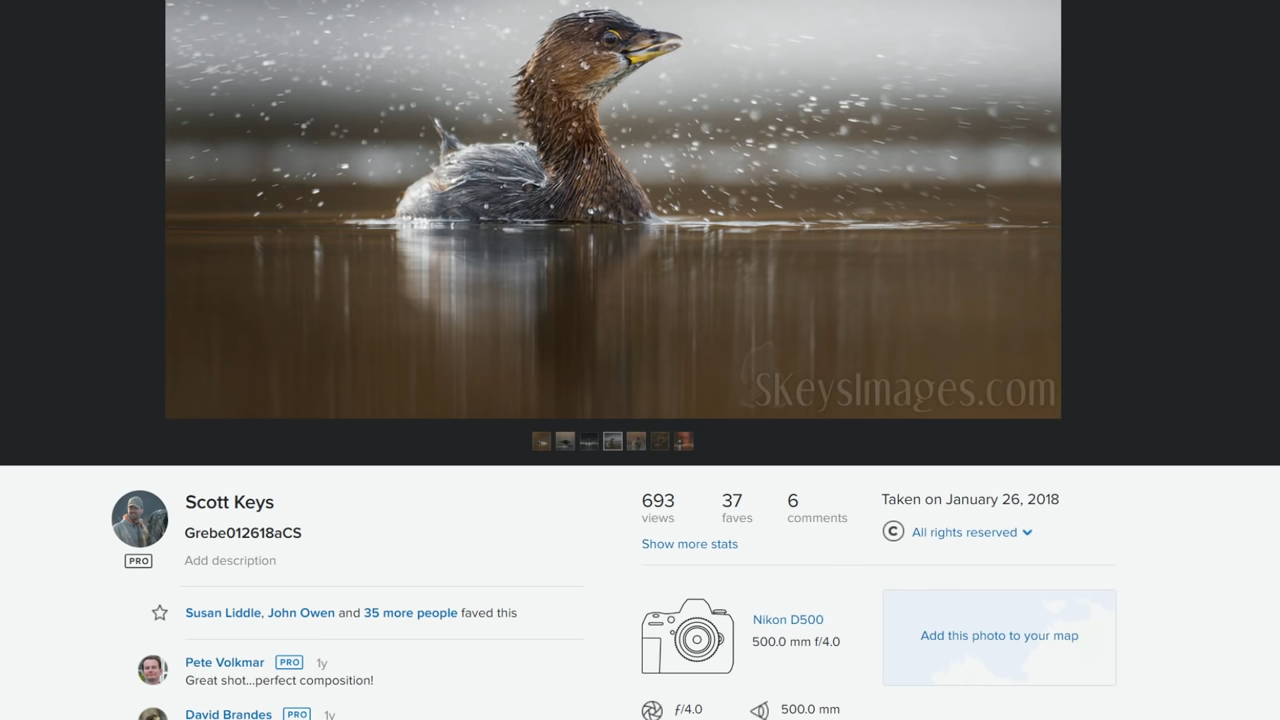 SKeysImages.com
Scott Keys
Grebe012618aCS
PRO
Add description
693 37 6
views faves comments
Show more stats
Taken on January 26, 2018
C All rights reserved
Susan Liddle, John Owen and 35 more people faved this
Nikon D500
500.0 mm f/4.0
Add this photo to your map
Pete Volkmar PRO 1y
Great shot...perfect composition!
David Brandes PRO 1y
ƒ/4.0 500.0 mm